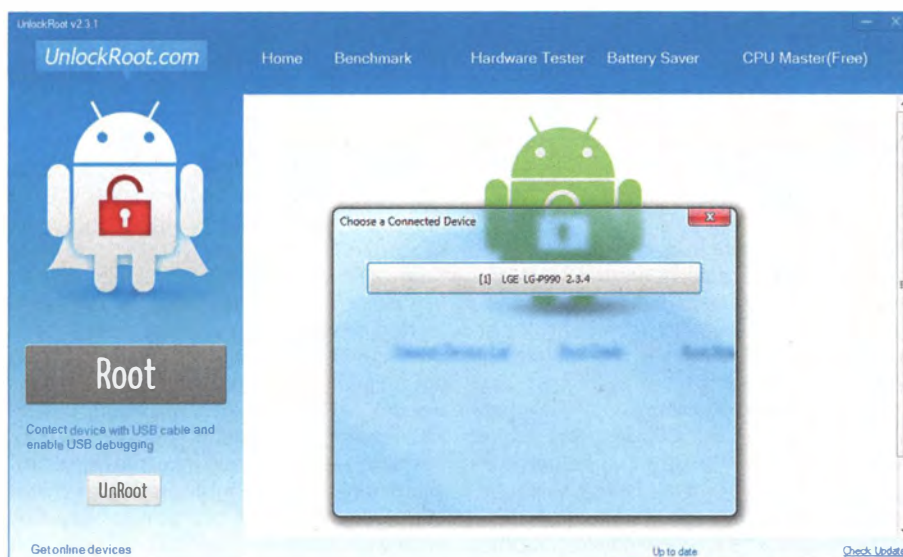 UnlockRoot v2.3.1
UnlockRoot.com
Home Benchmark Hardware Tester Battery Saver CPU Master(Free)
Choose a Connected Device
[1] LGE LG-P990 2.3.4
Root
Contect device with USB cable and
enable USB debugging
UnRoot
Get online devices
Up to date
Check Update